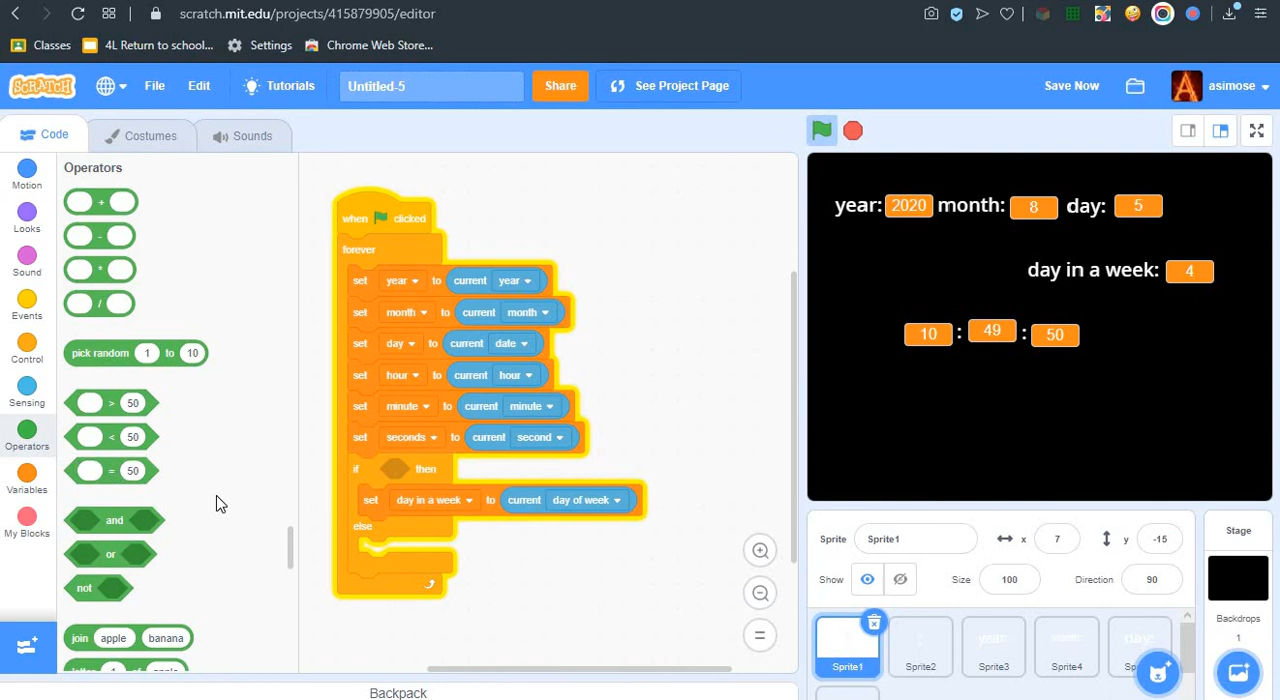 scratch.mit.edu/projects/415879905/editor
Classes 4L Return to school... Settings Chrome Web Store...
SCRATCH File Edit Tutorials Untitled-5 Share See Project Page Save Now asimose
Code Costumes Sounds
Motion
Looks
Sound
Events
Control
Sensing
Operators
Variables
My Blocks
Operators
+
-
*
/
pick random 1 to 10
> 50
< 50
= 50
and
or
not
join apple banana
when clicked
forever
set year to current year
set month to current month
set day to current date
set hour to current hour
set minute to current minute
set seconds to current second
if then
set day in a week to current day of week
else
year: 2020 month: 8 day: 5
day in a week: 4
10 : 49 : 50
Sprite Sprite1 x 7 y -15
Show Size 100 Direction 90
Sprite1 Sprite2 Sprite3 Sprite4
year: day:
Stage
Backdrops
1
Backpack